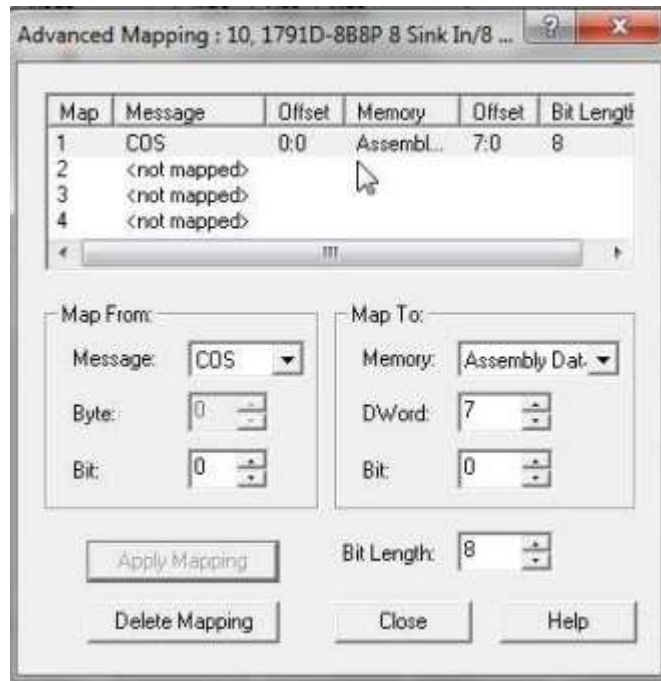 Advanced Mapping : 10, 1791D-8B8P 8 Sink In/8 ...
Map Message Offset Memory Offset Bit Length
1 COS 0:0 Assembl... 7:0 8
2 <not mapped>
3 <not mapped>
4 <not mapped>
Map From: Map To:
Message: COS Memory: Assembly Dat
Byte: 0 DWord: 7
Bit: 0 Bit: 0
Apply Mapping Bit Length: 8
Delete Mapping Close Help